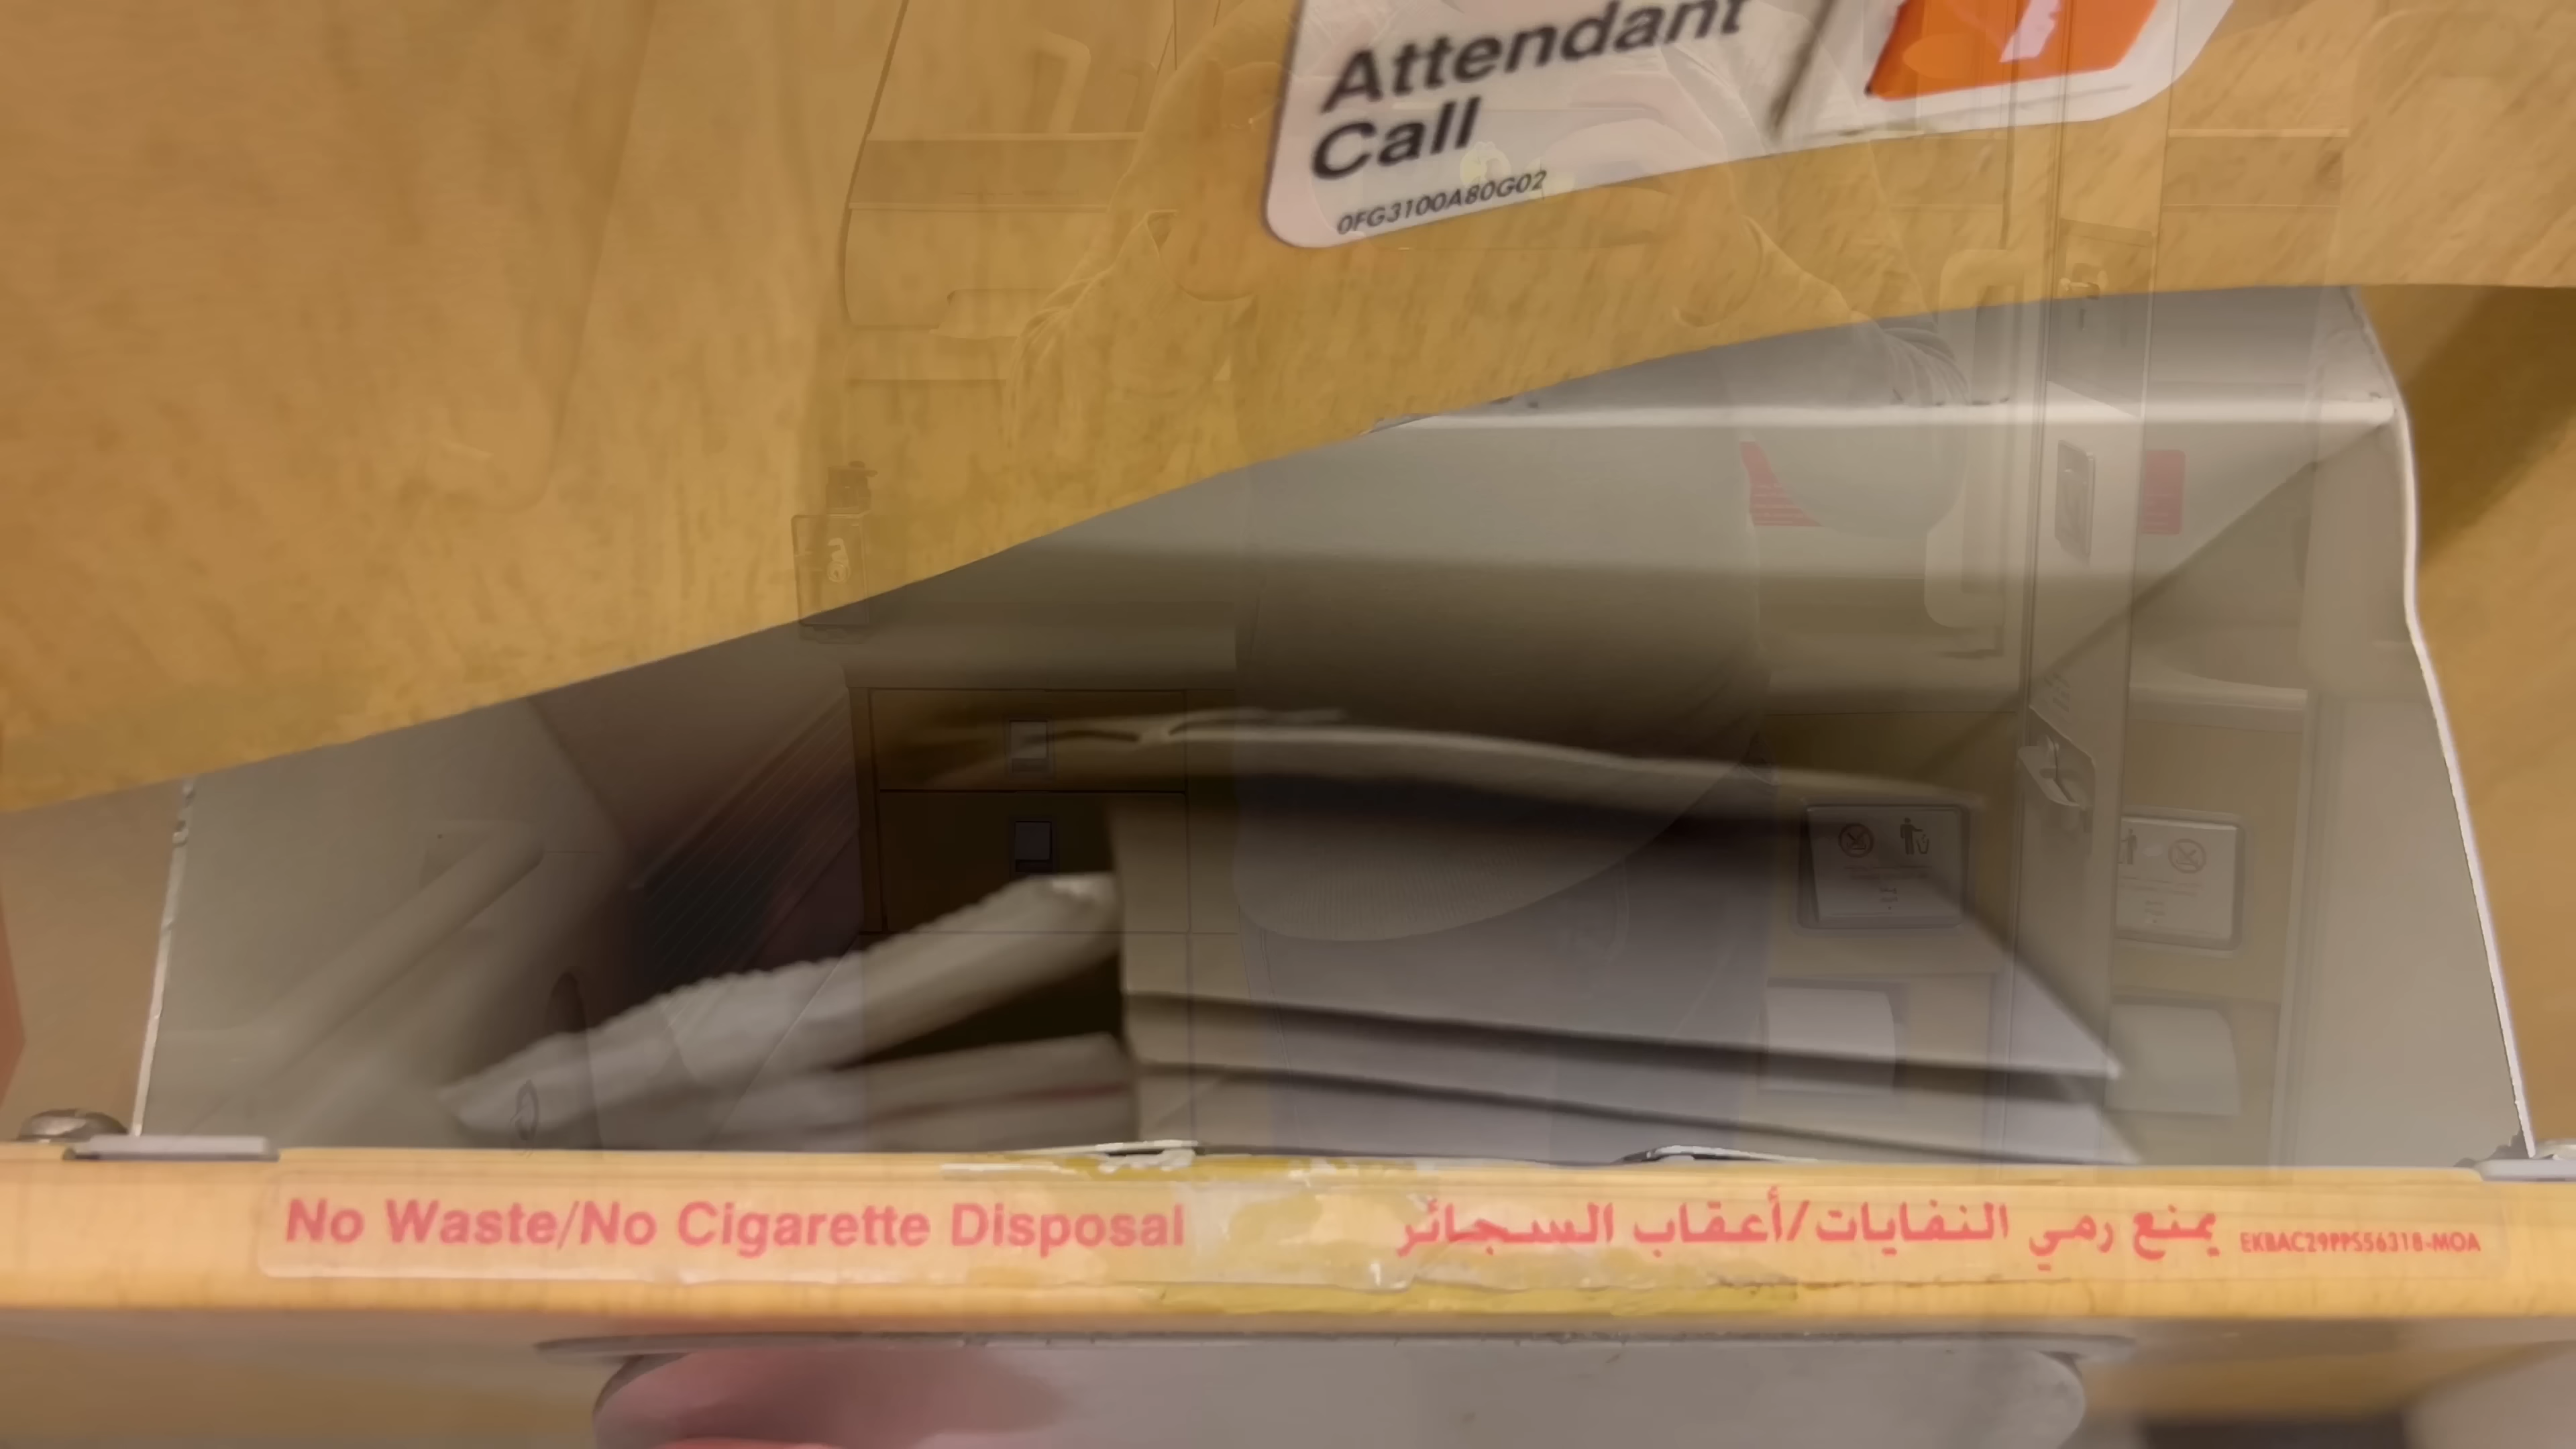 Attendant
Call
0FG3100A80G02
No Waste/No Cigarette Disposal
يمنع رمي النفايات/أعقاب السجائر
EKBAC29PPS56318-MOA